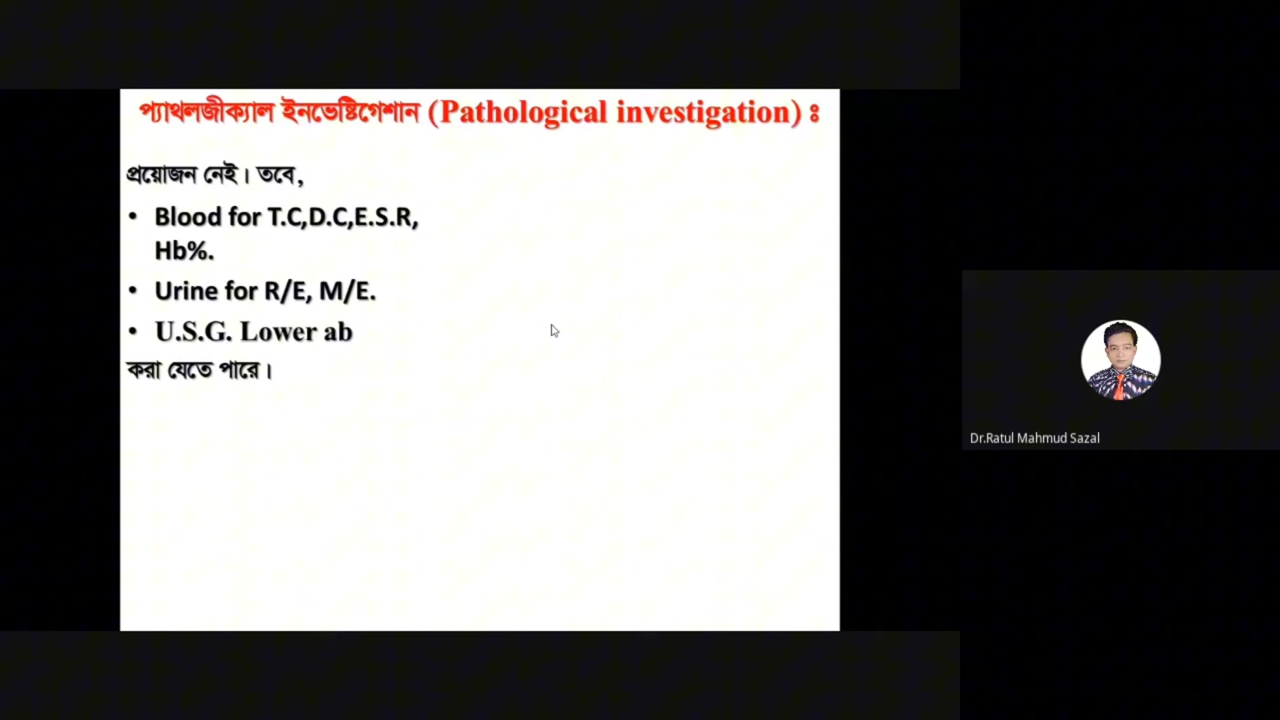 প্যাথলজীক্যাল ইনভেষ্টিগেশান (Pathological investigation) ঃ
প্রয়োজন নেই। তবে,
• Blood for T.C,D.C,E.S.R,
Hb%.
• Urine for R/E, M/E.
• U.S.G. Lower ab
করা যেতে পারে।
Dr.Ratul Mahmud Sazal